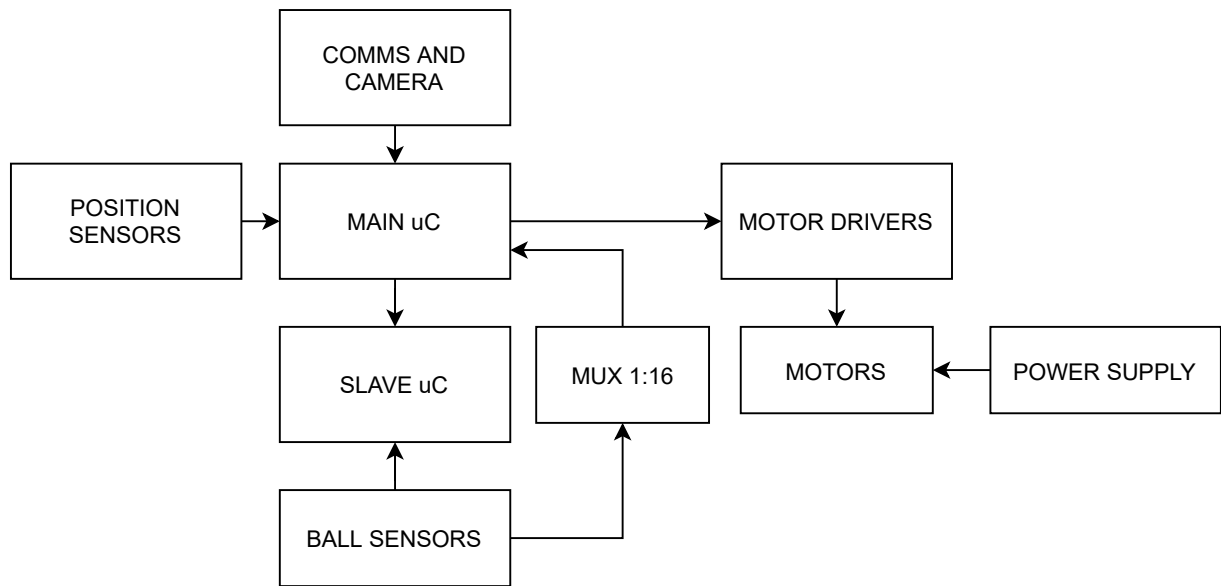 COMMS AND
CAMERA
POSITION
SENSORS
MAIN uC
MOTOR DRIVERS
SLAVE uC
MUX 1:16
MOTORS
POWER SUPPLY
BALL SENSORS